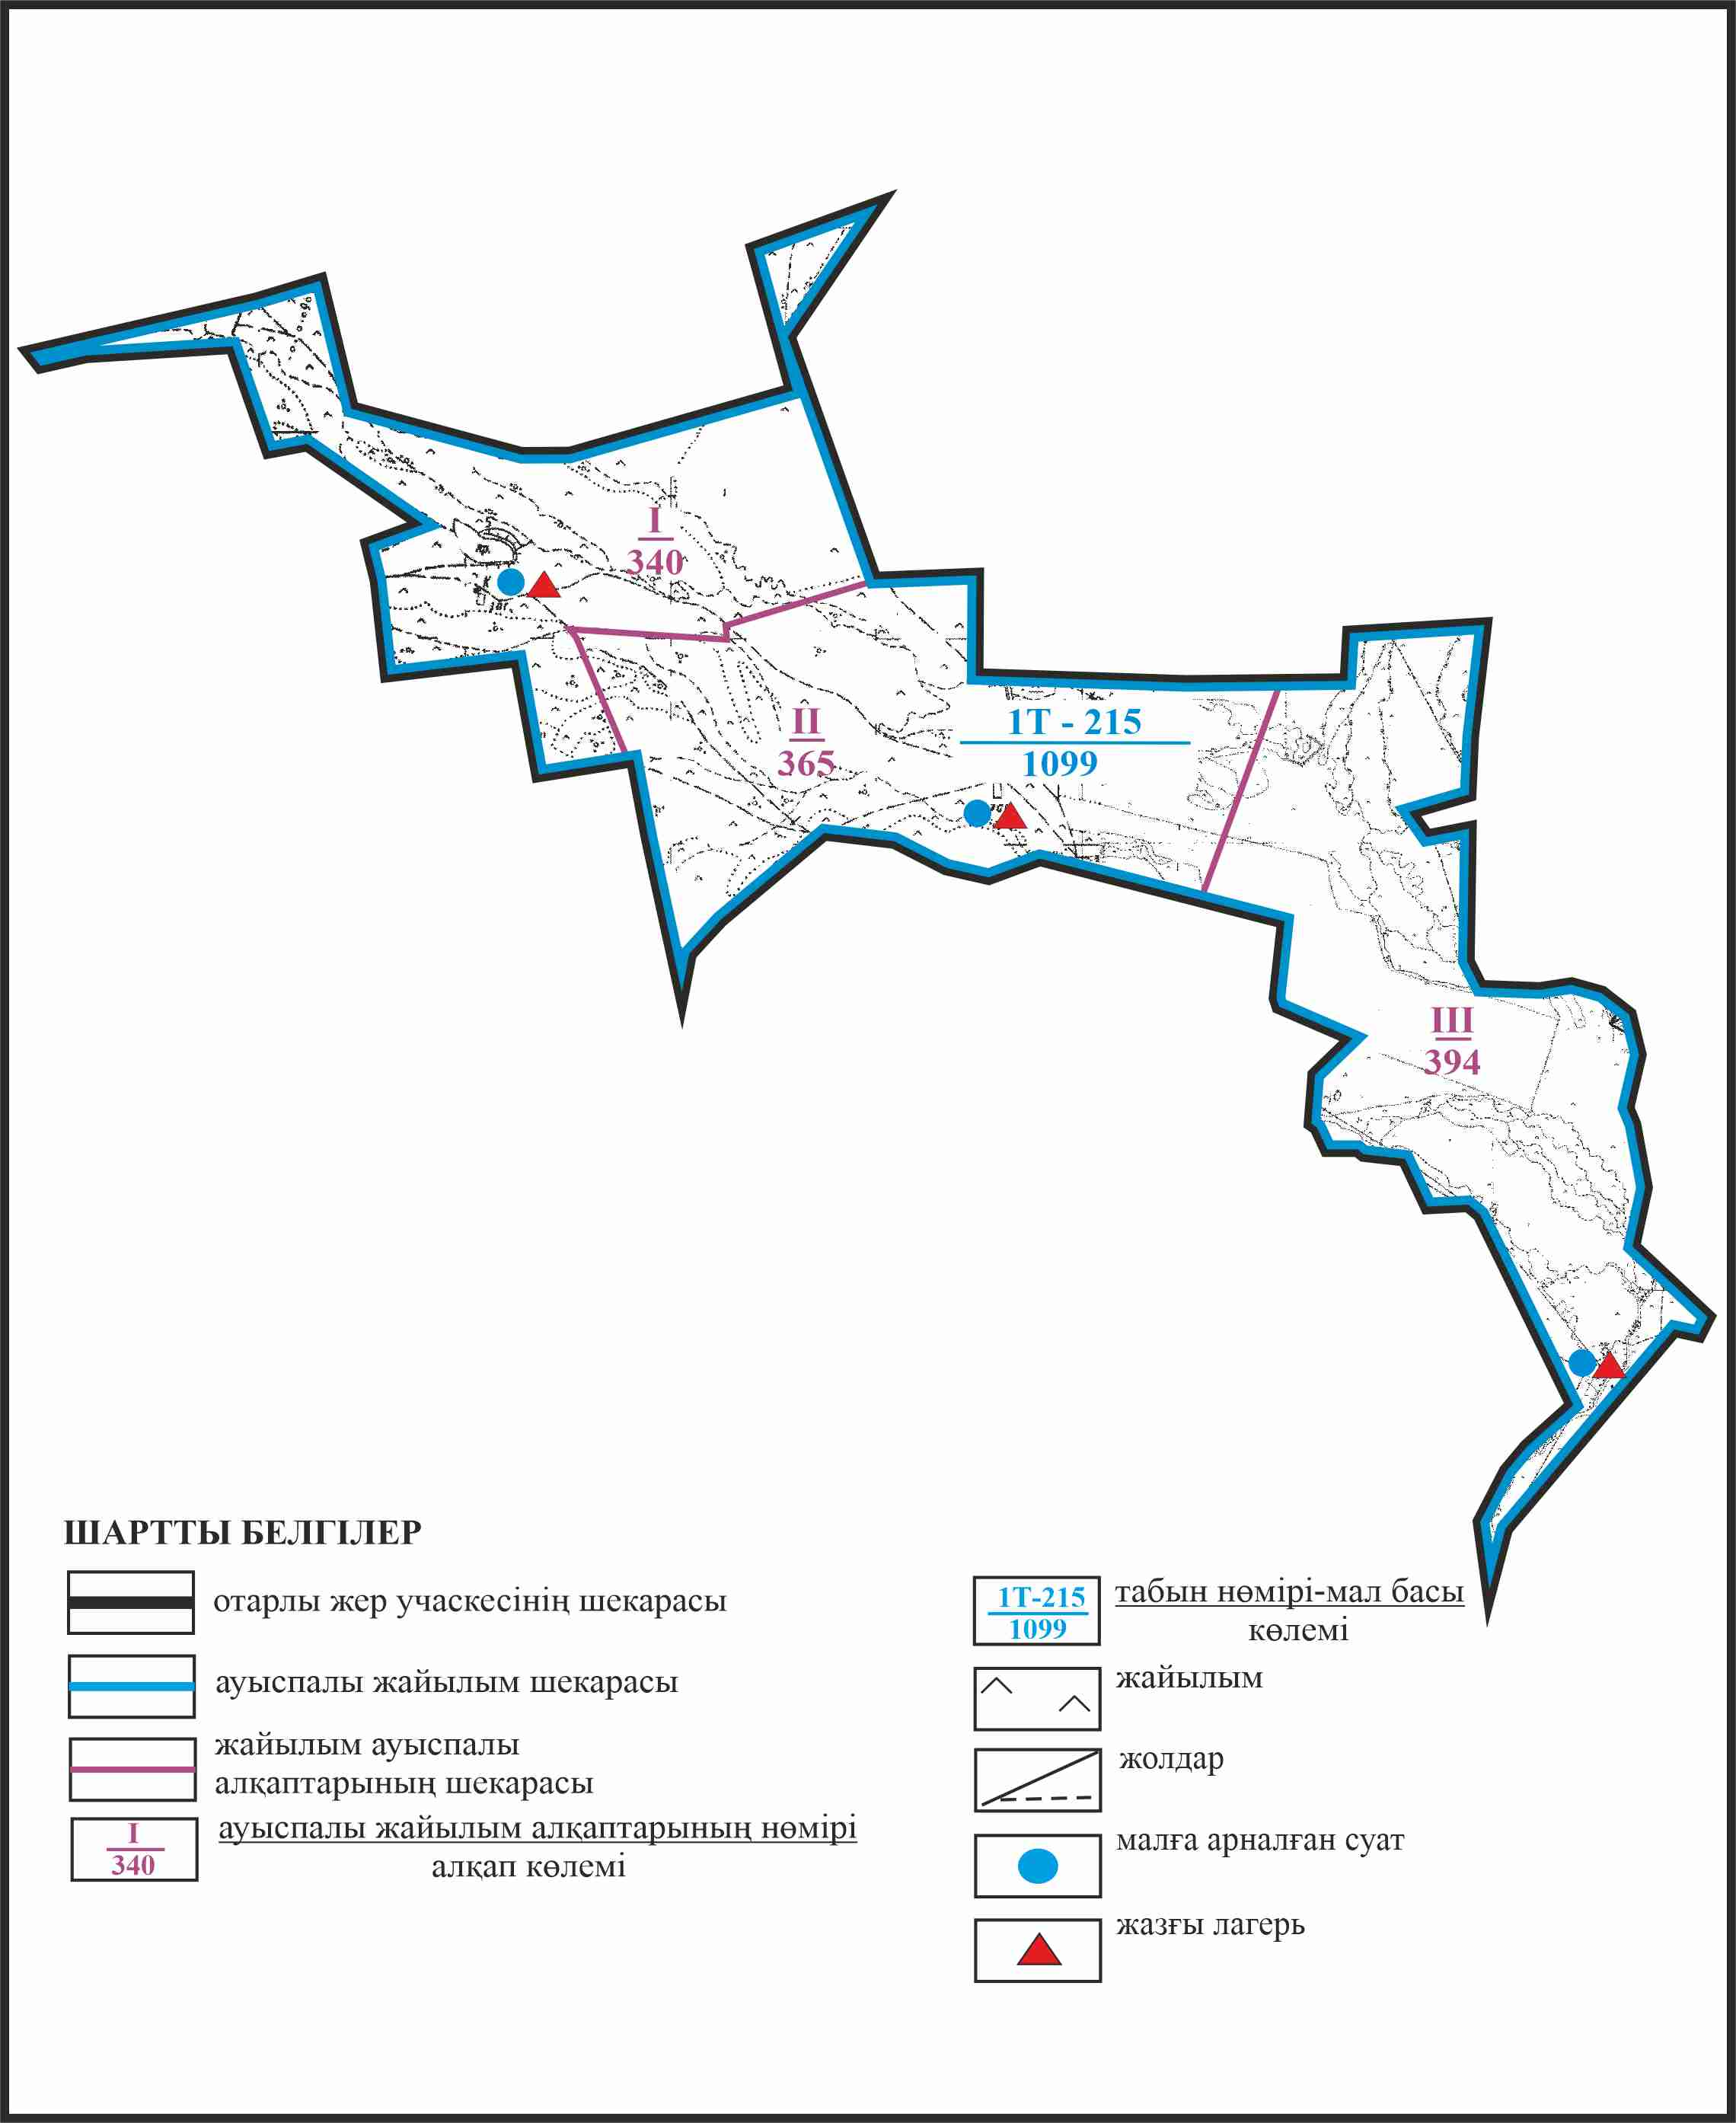 I
340
II
365
1Т - 215
1099
III
394
ШАРТТЫ БЕЛГІЛЕР
отарлы жер учаскесінің шекарасы
ауыспалы жайылым шекарасы
жайылым ауыспалы
алқаптарының шекарасы
I
340
ауыспалы жайылым алқаптарының нөмірі
алқап көлемі
1Т-215
1099
табын нөмірі-мал басы
көлемі
жайылым
жолдар
малға арналған суат
жазғы лагерь